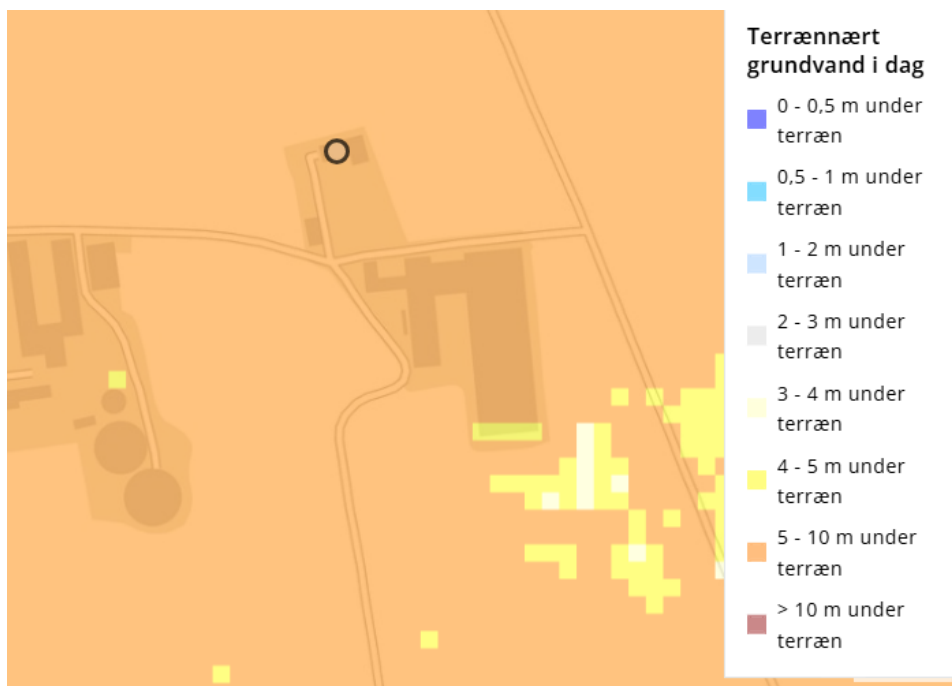 Terrænnært
grundvand i dag
0 - 0,5 m under
terræn
0,5 - 1 m under
terræn
1 - 2 m under
terræn
2 - 3 m under
terræn
3 - 4 m under
terræn
4 - 5 m under
terræn
5 - 10 m under
terræn
> 10 m under
terræn